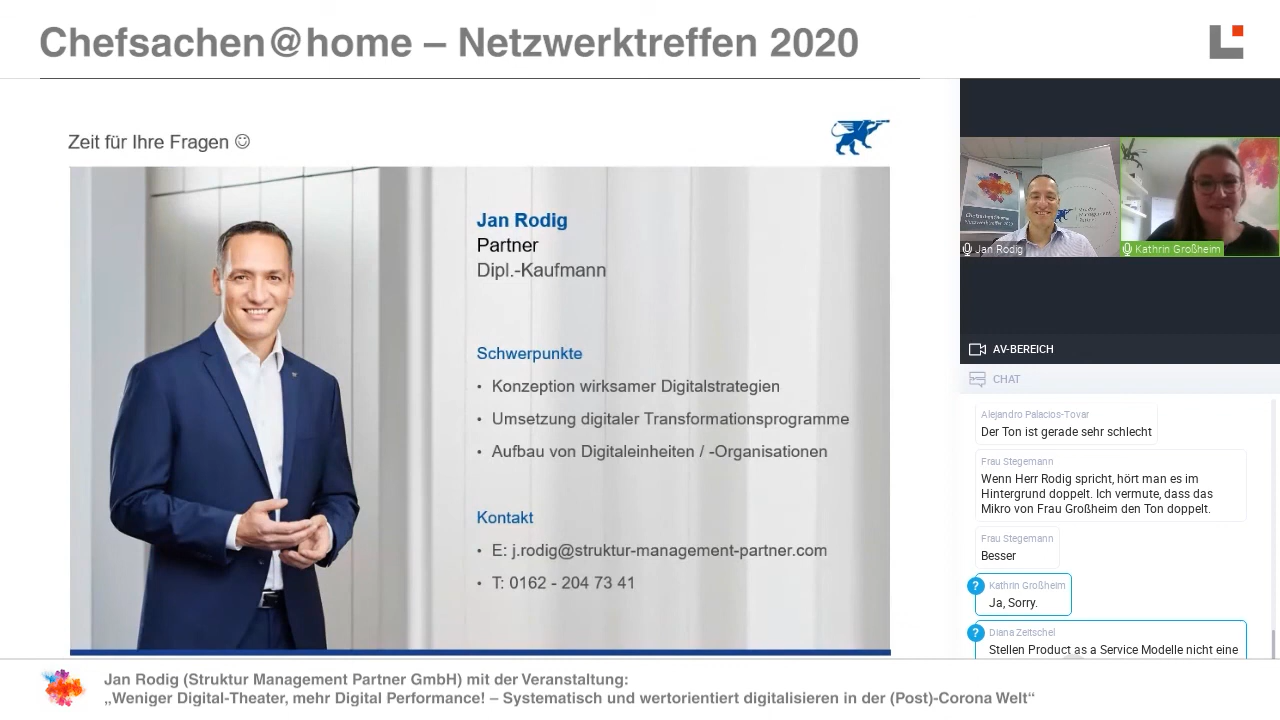 Chefsachen@home – Netzwerktreffen 2020
Zeit für Ihre Fragen ☺
Jan Rodig
Partner
Dipl.-Kaufmann
Schwerpunkte
• Konzeption wirksamer Digitalstrategien
• Umsetzung digitaler Transformationsprogramme
• Aufbau von Digitaleinheiten / -Organisationen
Kontakt
• E: j.rodig@struktur-management-partner.com
• T: 0162 - 204 73 41
Jan Rodig
Kathrin Großheim
AV-BEREICH
CHAT
Alejandro Palacios-Tovar
Der Ton ist gerade sehr schlecht
Frau Stegemann
Wenn Herr Rodig spricht, hört man es im
Hintergrund doppelt. Ich vermute, dass das
Mikro von Frau Großheim den Ton doppelt.
Frau Stegemann
Besser
?
Kathrin Großheim
Ja, Sorry.
?
Diana Zeitschel
Stellen Product as a Service Modelle nicht eine
Jan Rodig (Struktur Management Partner GmbH) mit der Veranstaltung:
„Weniger Digital-Theater, mehr Digital Performance! – Systematisch und wertorientiert digitalisieren in der (Post)-Corona Welt“